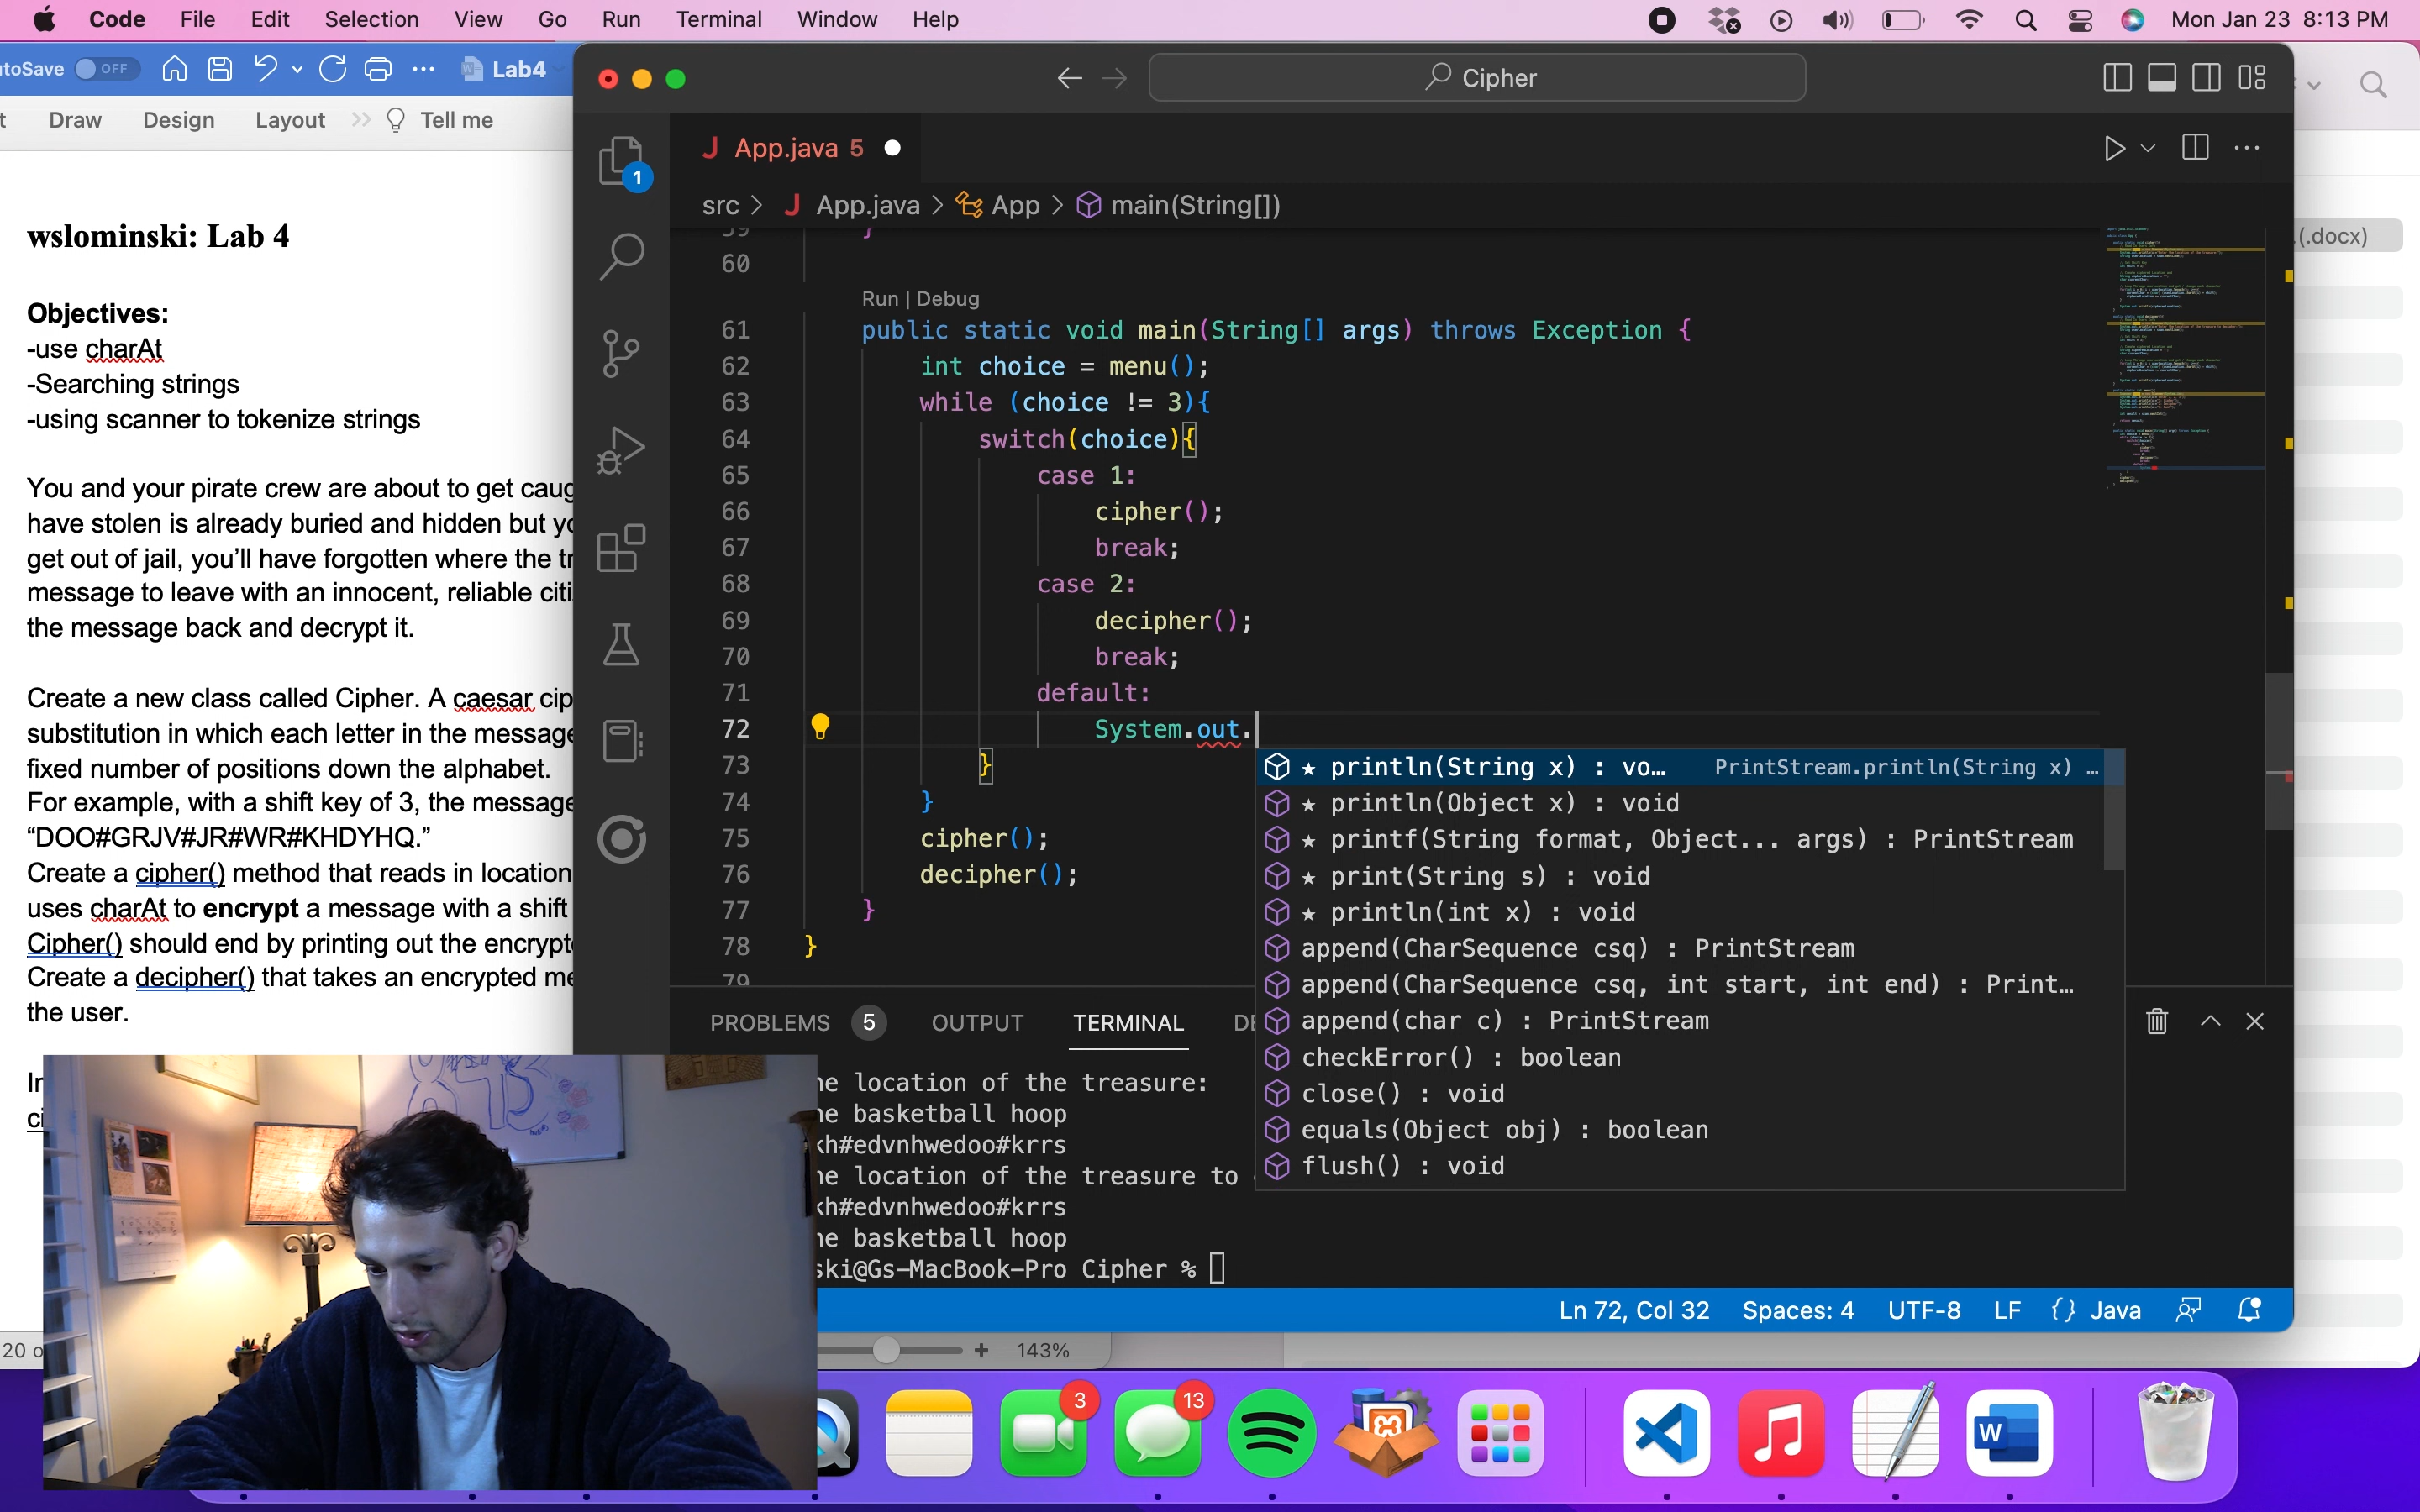 Code File Edit Selection View Go Run Terminal Window Help Mon Jan 23 8:13 PM
toSave OFF Lab4
Draw Design Layout Tell me
wslominski: Lab 4
Objectives:
-use charAt
-Searching strings
-using scanner to tokenize strings
You and your pirate crew are about to get caug
have stolen is already buried and hidden but yo
get out of jail, you’ll have forgotten where the tr
message to leave with an innocent, reliable citi
the message back and decrypt it.
Create a new class called Cipher. A caesar cip
substitution in which each letter in the message
fixed number of positions down the alphabet.
For example, with a shift key of 3, the message
“DOO#GRJV#JR#WR#KHDYHQ.”
Create a cipher() method that reads in location
uses charAt to encrypt a message with a shift
Cipher() should end by printing out the encrypt
Create a decipher() that takes an encrypted me
the user.
In
ci
20 o
Cipher
1
J App.java 5
src > J App.java > App > main(String[])
59 }
60
Run | Debug
61 public static void main(String[] args) throws Exception {
62 int choice = menu();
63 while (choice != 3){
64 switch(choice){
65 case 1:
66 cipher();
67 break;
68 case 2:
69 decipher();
70 break;
71 default:
72 System.out.
73 }
74 }
75 cipher();
76 decipher();
77 }
78 }
79
★ println(String x) : vo… PrintStream.println(String x) …
★ println(Object x) : void
★ printf(String format, Object... args) : PrintStream
★ print(String s) : void
★ println(int x) : void
append(CharSequence csq) : PrintStream
append(CharSequence csq, int start, int end) : Print…
append(char c) : PrintStream
checkError() : boolean
close() : void
equals(Object obj) : boolean
flush() : void
PROBLEMS 5 OUTPUT TERMINAL DE
he location of the treasure:
he basketball hoop
kh#edvnhwedoo#krrs
he location of the treasure to
kh#edvnhwedoo#krrs
he basketball hoop
ski@Gs-MacBook-Pro Cipher %
Ln 72, Col 32 Spaces: 4 UTF-8 LF {} Java
+ 143%
(.docx)
843
3
13
W